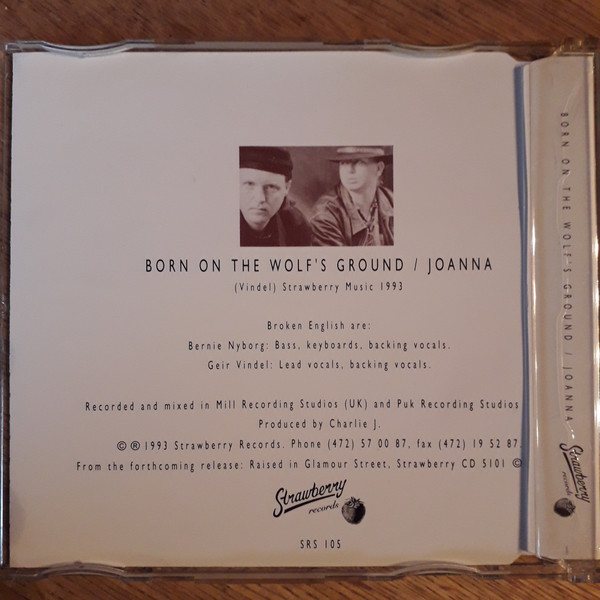 BORN ON THE WOLF'S GROUND / JOANNA
(Vindel) Strawberry Music 1993
Broken English are:
Bernie Nyborg: Bass, keyboards, backing vocals.
Geir Vindel: Lead vocals, backing vocals.
Recorded and mixed in Mill Recording Studios (UK) and Puk Recording Studios
Produced by Charlie J.
©®1993 Strawberry Records. Phone (472) 57 00 87, fax (472) 19 52 87.
From the forthcoming release: Raised in Glamour Street, Strawberry CD 5101 ©
Strawberry
records
SRS 105
BORN ON THE WOLF'S GROUND / JOANNA
Strawberry
records